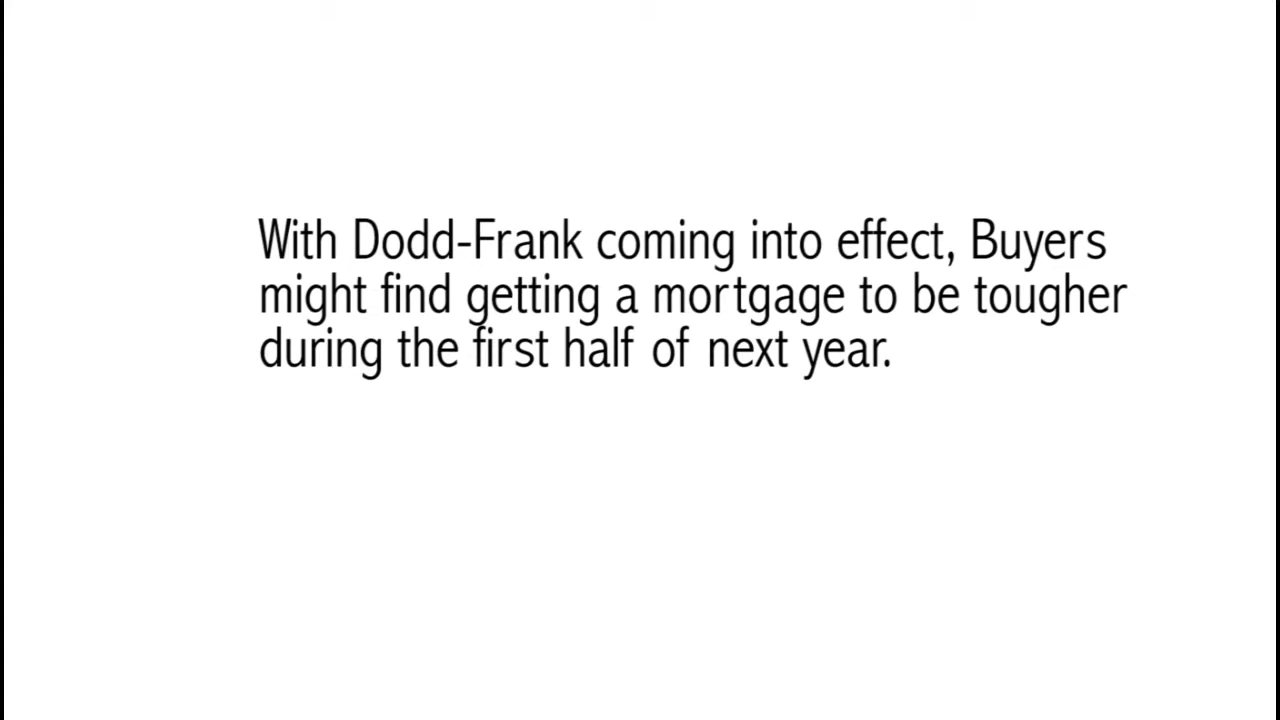 With Dodd-Frank coming into effect, Buyers
might find getting a mortgage to be tougher
during the first half of next year.